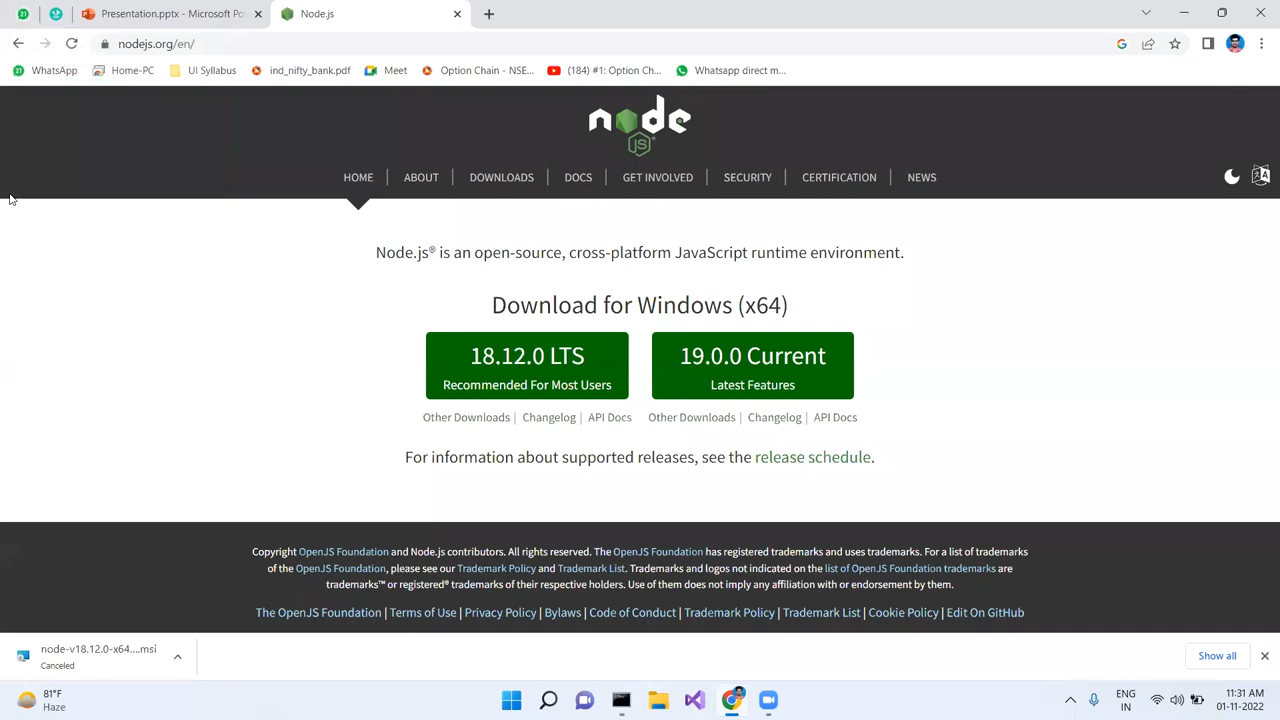 21
Presentation.pptx - Microsoft Po
Node.js
nodejs.org/en/
21 WhatsApp
Home-PC
UI Syllabus
ind_nifty_bank.pdf
Meet
Option Chain - NSE...
(184) #1: Option Ch...
Whatsapp direct m...
node
JS
HOME
ABOUT
DOWNLOADS
DOCS
GET INVOLVED
SECURITY
CERTIFICATION
NEWS
Node.js® is an open-source, cross-platform JavaScript runtime environment.
Download for Windows (x64)
18.12.0 LTS
Recommended For Most Users
19.0.0 Current
Latest Features
Other Downloads | Changelog | API Docs
Other Downloads | Changelog | API Docs
For information about supported releases, see the release schedule.
Copyright OpenJS Foundation and Node.js contributors. All rights reserved. The OpenJS Foundation has registered trademarks and uses trademarks. For a list of trademarks
of the OpenJS Foundation, please see our Trademark Policy and Trademark List. Trademarks and logos not indicated on the list of OpenJS Foundation trademarks are
trademarks™ or registered® trademarks of their respective holders. Use of them does not imply any affiliation with or endorsement by them.
The OpenJS Foundation | Terms of Use | Privacy Policy | Bylaws | Code of Conduct | Trademark Policy | Trademark List | Cookie Policy | Edit On GitHub
node-v18.12.0-x64....msi
Canceled
Show all
81°F
Haze
ENG
IN
11:31 AM
01-11-2022